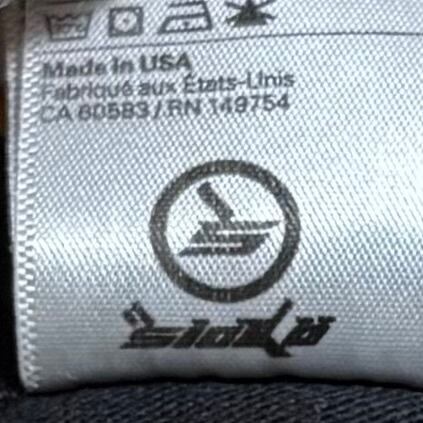 Made in USA
Fabriqué aux États-Unis
CA 60583 / RN 149754